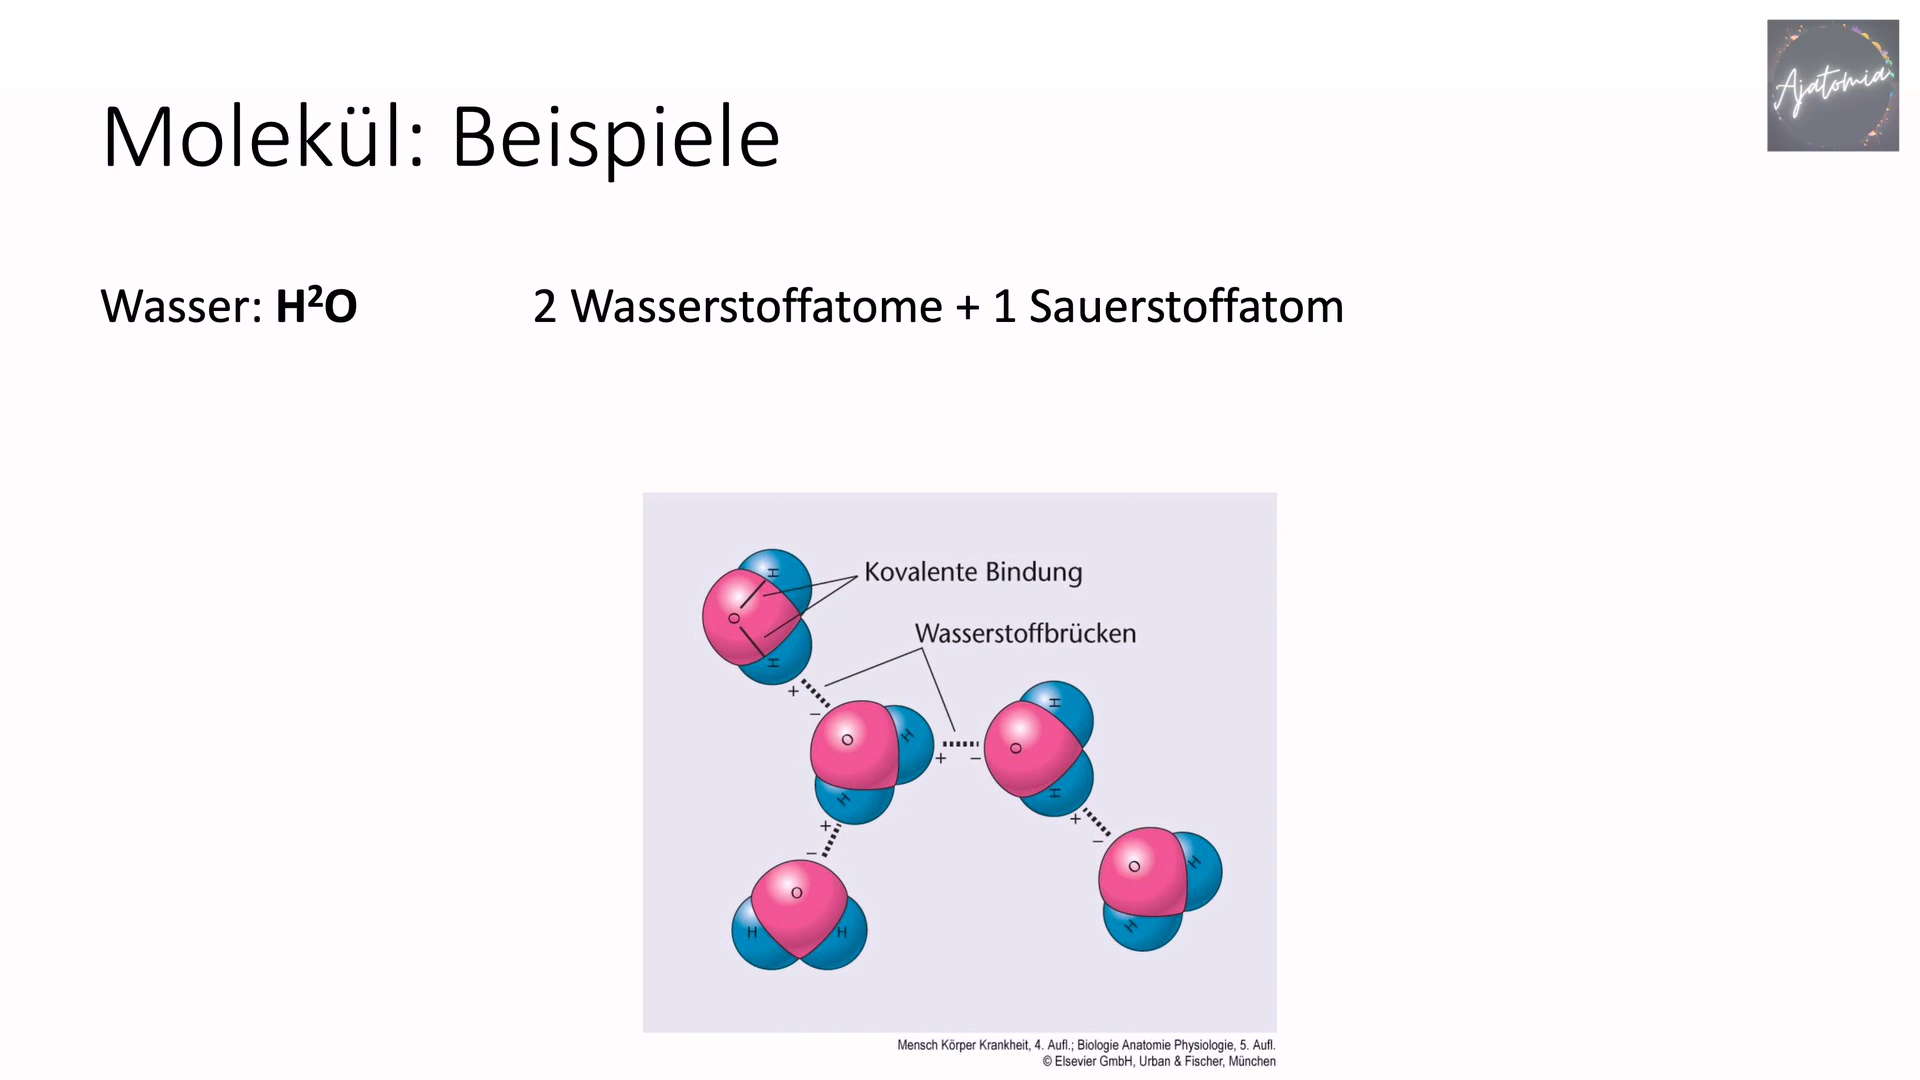 Ajatomia
Molekül: Beispiele
Wasser: H²O
2 Wasserstoffatome + 1 Sauerstoffatom
Kovalente Bindung
Wasserstoffbrücken
H
O
H
+
−
O
H
H
+
−
O
H
H
+
−
O
H
H
+
−
O
H
H
Mensch Körper Krankheit, 4. Aufl.; Biologie Anatomie Physiologie, 5. Aufl.
© Elsevier GmbH, Urban & Fischer, München